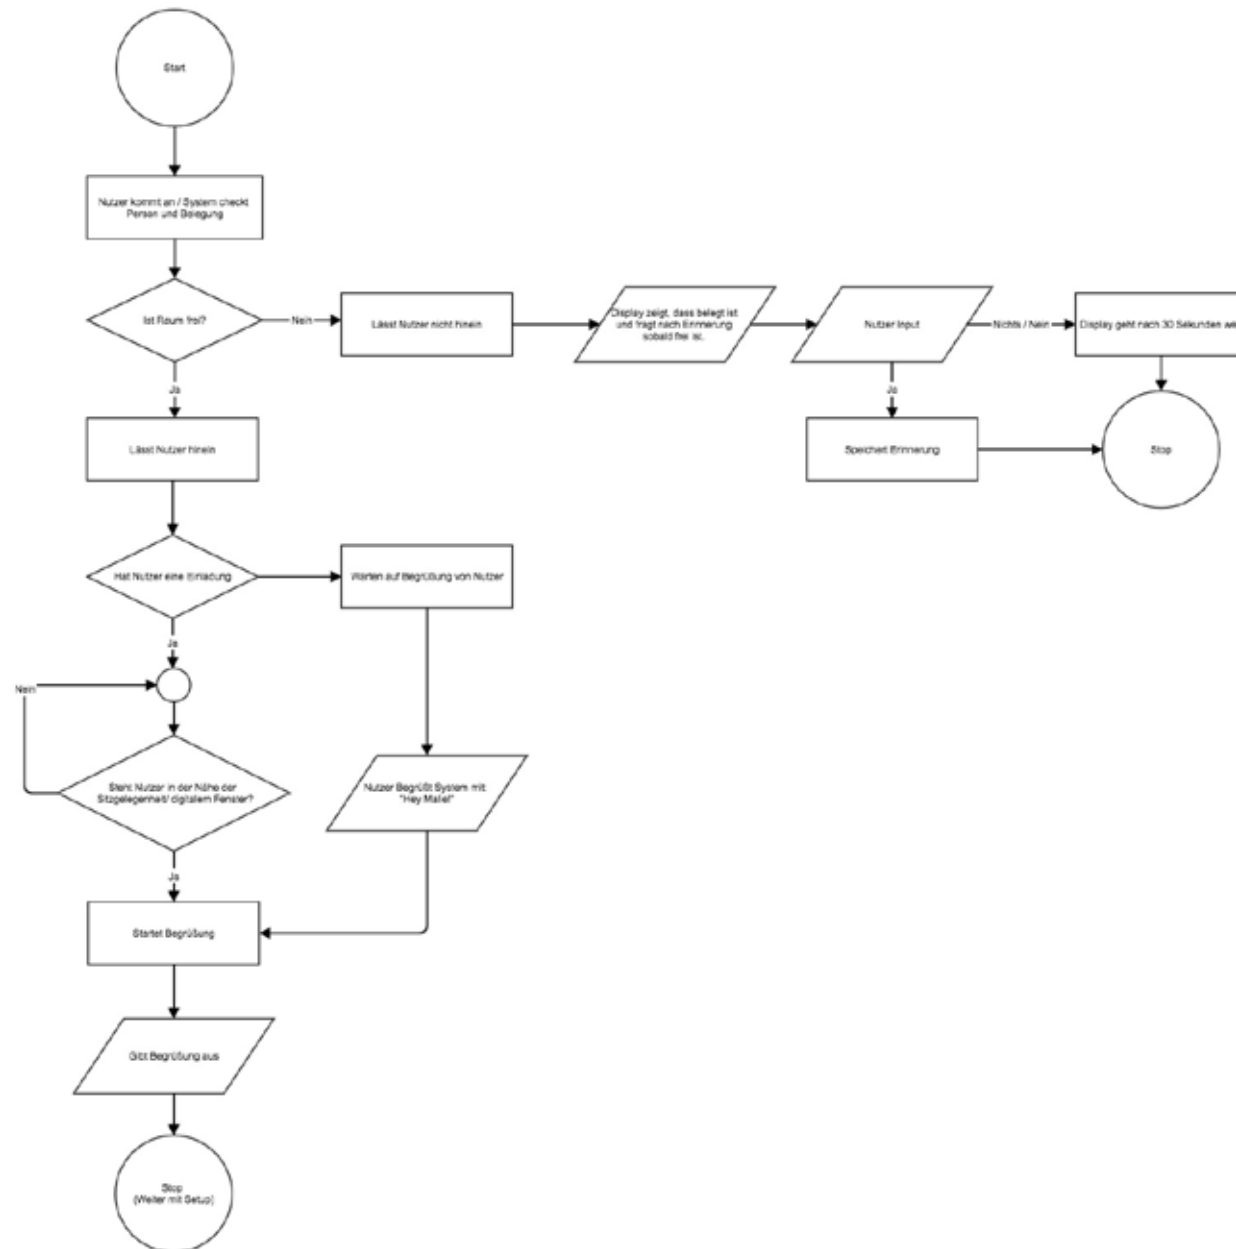 Start
Nutzer kommt an / System checkt
Person und Belegung
Ist Raum frei?
Nein
Lässt Nutzer nicht hinein
Display zeigt, dass belegt ist
und fragt nach Erinnerung
sobald frei ist.
Nutzer Input
Nichts / Nein
Display geht nach 30 Sekunden we
Ja
Ja
Lässt Nutzer hinein
Speichert Erinnerung
Stop
Hat Nutzer eine Einladung
Warten auf Begrüßung von Nutzer
Ja
Nein
Steht Nutzer in der Nähe der
Sitzgelegenheit/ digitalem Fenster?
Nutzer Begrüßt System mit
"Hey
Ja
Startet Begrüßung
Gibt Begrüßung aus
Stop
(Weiter mit Setup)